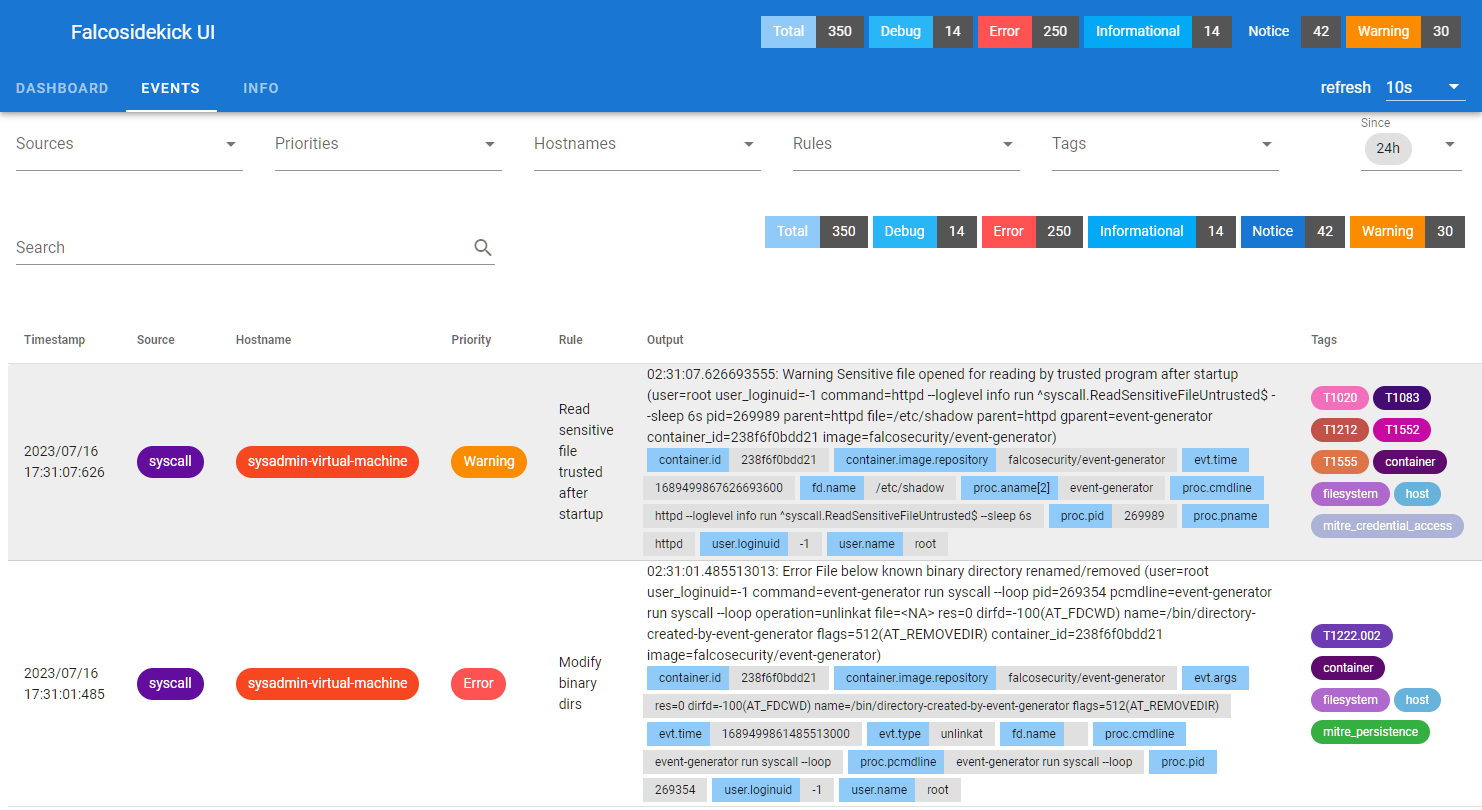 Falcosidekick UI
Total 350 Debug 14 Error 250 Informational 14 Notice 42 Warning 30
DASHBOARD EVENTS INFO
refresh 10s
Since
Sources Priorities Hostnames Rules Tags 24h
Total 350 Debug 14 Error 250 Informational 14 Notice 42 Warning 30
Search
Timestamp Source Hostname Priority Rule Output Tags
2023/07/16
17:31:07:626
syscall
sysadmin-virtual-machine
Warning
Read
sensitive
file
trusted
after
startup
02:31:07.626693555: Warning Sensitive file opened for reading by trusted program after startup
(user=root user_loginuid=-1 command=httpd --loglevel info run ^syscall.ReadSensitiveFileUntrusted$ -
-sleep 6s pid=269989 parent=httpd file=/etc/shadow parent=httpd gparent=event-generator
container_id=238f6f0bdd21 image=falcosecurity/event-generator)
container.id 238f6f0bdd21 container.image.repository falcosecurity/event-generator evt.time
1689499867626693600 fd.name /etc/shadow proc.aname[2] event-generator proc.cmdline
httpd --loglevel info run ^syscall.ReadSensitiveFileUntrusted$ --sleep 6s proc.pid 269989 proc.pname
httpd user.loginuid -1 user.name root
T1020 T1083
T1212 T1552
T1555 container
filesystem host
mitre_credential_access
2023/07/16
17:31:01:485
syscall
sysadmin-virtual-machine
Error
Modify
binary
dirs
02:31:01.485513013: Error File below known binary directory renamed/removed (user=root
user_loginuid=-1 command=event-generator run syscall --loop pid=269354 pcmdline=event-generator
run syscall --loop operation=unlinkat file=<NA> res=0 dirfd=-100(AT_FDCWD) name=/bin/directory-
created-by-event-generator flags=512(AT_REMOVEDIR) container_id=238f6f0bdd21
image=falcosecurity/event-generator)
container.id 238f6f0bdd21 container.image.repository falcosecurity/event-generator evt.args
res=0 dirfd=-100(AT_FDCWD) name=/bin/directory-created-by-event-generator flags=512(AT_REMOVEDIR)
evt.time 1689499861485513000 evt.type unlinkat fd.name proc.cmdline
event-generator run syscall --loop proc.pcmdline event-generator run syscall --loop proc.pid
269354 user.loginuid -1 user.name root
T1222.002
container
filesystem host
mitre_persistence